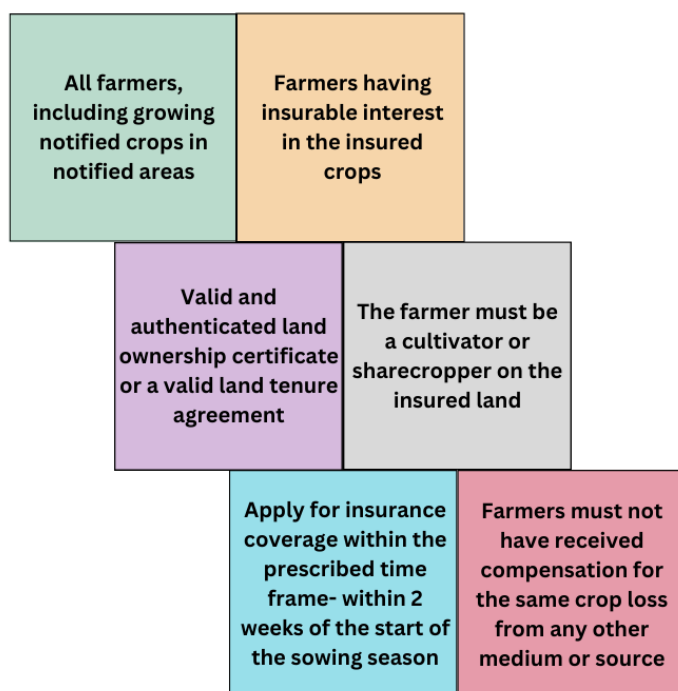 All farmers,
including growing
notified crops in
notified areas
Farmers having
insurable interest
in the insured
crops
Valid and
authenticated land
ownership certificate
or a valid land tenure
agreement
The farmer must be
a cultivator or
sharecropper on the
insured land
Apply for insurance
coverage within the
prescribed time
frame- within 2
weeks of the start of
the sowing season
Farmers must not
have received
compensation for
the same crop loss
from any other
medium or source